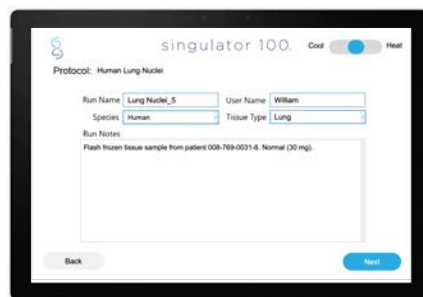 singulator 100.
Cool
Heat
Protocol: Human Lung Nuclei
Run Name Lung Nuclei_5 User Name William
Species Human Tissue Type Lung
Run Notes
Flash frozen tissue sample from patient 008-769-0031-8. Normal (30 mg).
Back
Next